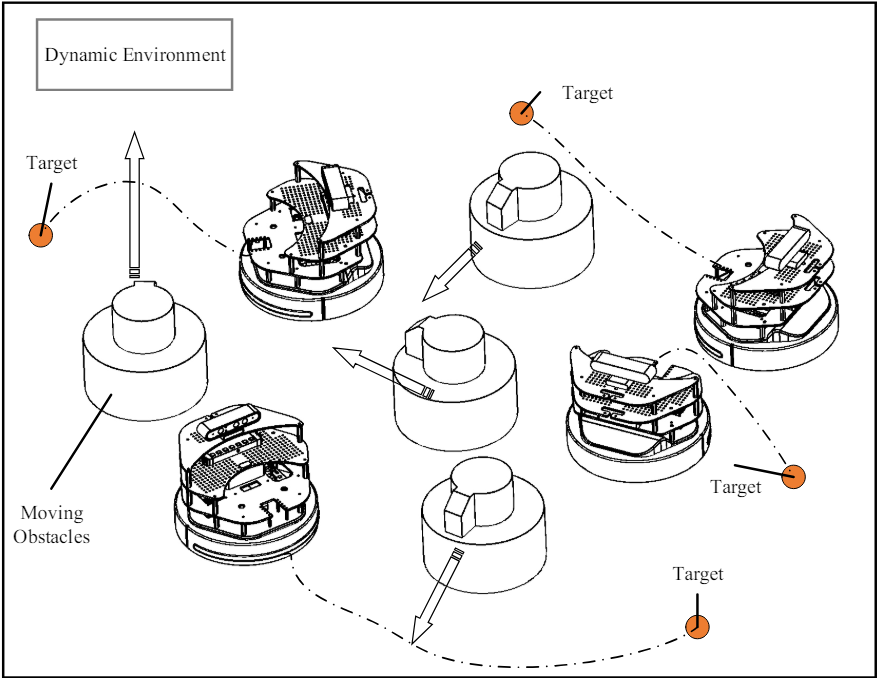 Dynamic Environment
Target
Target
Target
Moving
Obstacles
Target